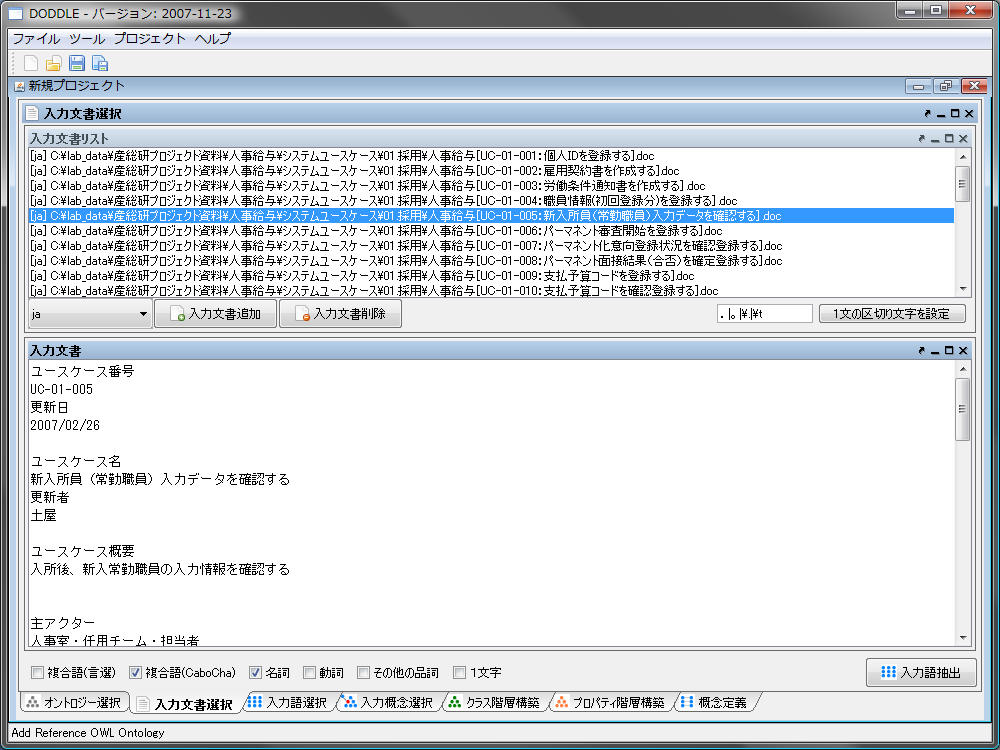 DODDLE - バージョン: 2007-11-23
ファイル ツール プロジェクト ヘルプ
新規プロジェクト
入力文書選択
入力文書リスト
[ja] C:¥lab_data¥産総研プロジェクト資料¥人事給与¥システムユースケース¥01 採用¥人事給与[UC-01-001:個人IDを登録する].doc
[ja] C:¥lab_data¥産総研プロジェクト資料¥人事給与¥システムユースケース¥01 採用¥人事給与[UC-01-002:雇用契約書を作成する].doc
[ja] C:¥lab_data¥産総研プロジェクト資料¥人事給与¥システムユースケース¥01 採用¥人事給与[UC-01-003:労働条件通知書を作成する].doc
[ja] C:¥lab_data¥産総研プロジェクト資料¥人事給与¥システムユースケース¥01 採用¥人事給与[UC-01-004:職員情報(初回登録分)を登録する].doc
[ja] C:¥lab_data¥産総研プロジェクト資料¥人事給与¥システムユースケース¥01 採用¥人事給与[UC-01-005:新入所員(常勤職員)入力データを確認する].doc
[ja] C:¥lab_data¥産総研プロジェクト資料¥人事給与¥システムユースケース¥01 採用¥人事給与[UC-01-006:パーマネント審査開始を登録する].doc
[ja] C:¥lab_data¥産総研プロジェクト資料¥人事給与¥システムユースケース¥01 採用¥人事給与[UC-01-007:パーマネント化意向登録状況を確認登録する].doc
[ja] C:¥lab_data¥産総研プロジェクト資料¥人事給与¥システムユースケース¥01 採用¥人事給与[UC-01-008:パーマネント面接結果(合否)を確定登録する].doc
[ja] C:¥lab_data¥産総研プロジェクト資料¥人事給与¥システムユースケース¥01 採用¥人事給与[UC-01-009:支払予算コードを登録する].doc
[ja] C:¥lab_data¥産総研プロジェクト資料¥人事給与¥システムユースケース¥01 採用¥人事給与[UC-01-010:支払予算コードを確認登録する].doc
ja 入力文書追加 入力文書削除 .|。|¥.|¥t 1文の区切り文字を設定
入力文書
ユースケース番号
UC-01-005
更新日
2007/02/26
ユースケース名
新入所員（常勤職員）入力データを確認する
更新者
土屋
ユースケース概要
入所後、新入常勤職員の入力情報を確認する
主アクター
人事室・任用チーム・担当者
複合語(言選) 複合語(CaboCha) 名詞 動詞 その他の品詞 1文字 入力語抽出
オントロジー選択 入力文書選択 入力語選択 入力概念選択 クラス階層構築 プロパティ階層構築 概念定義
Add Reference OWL Ontology